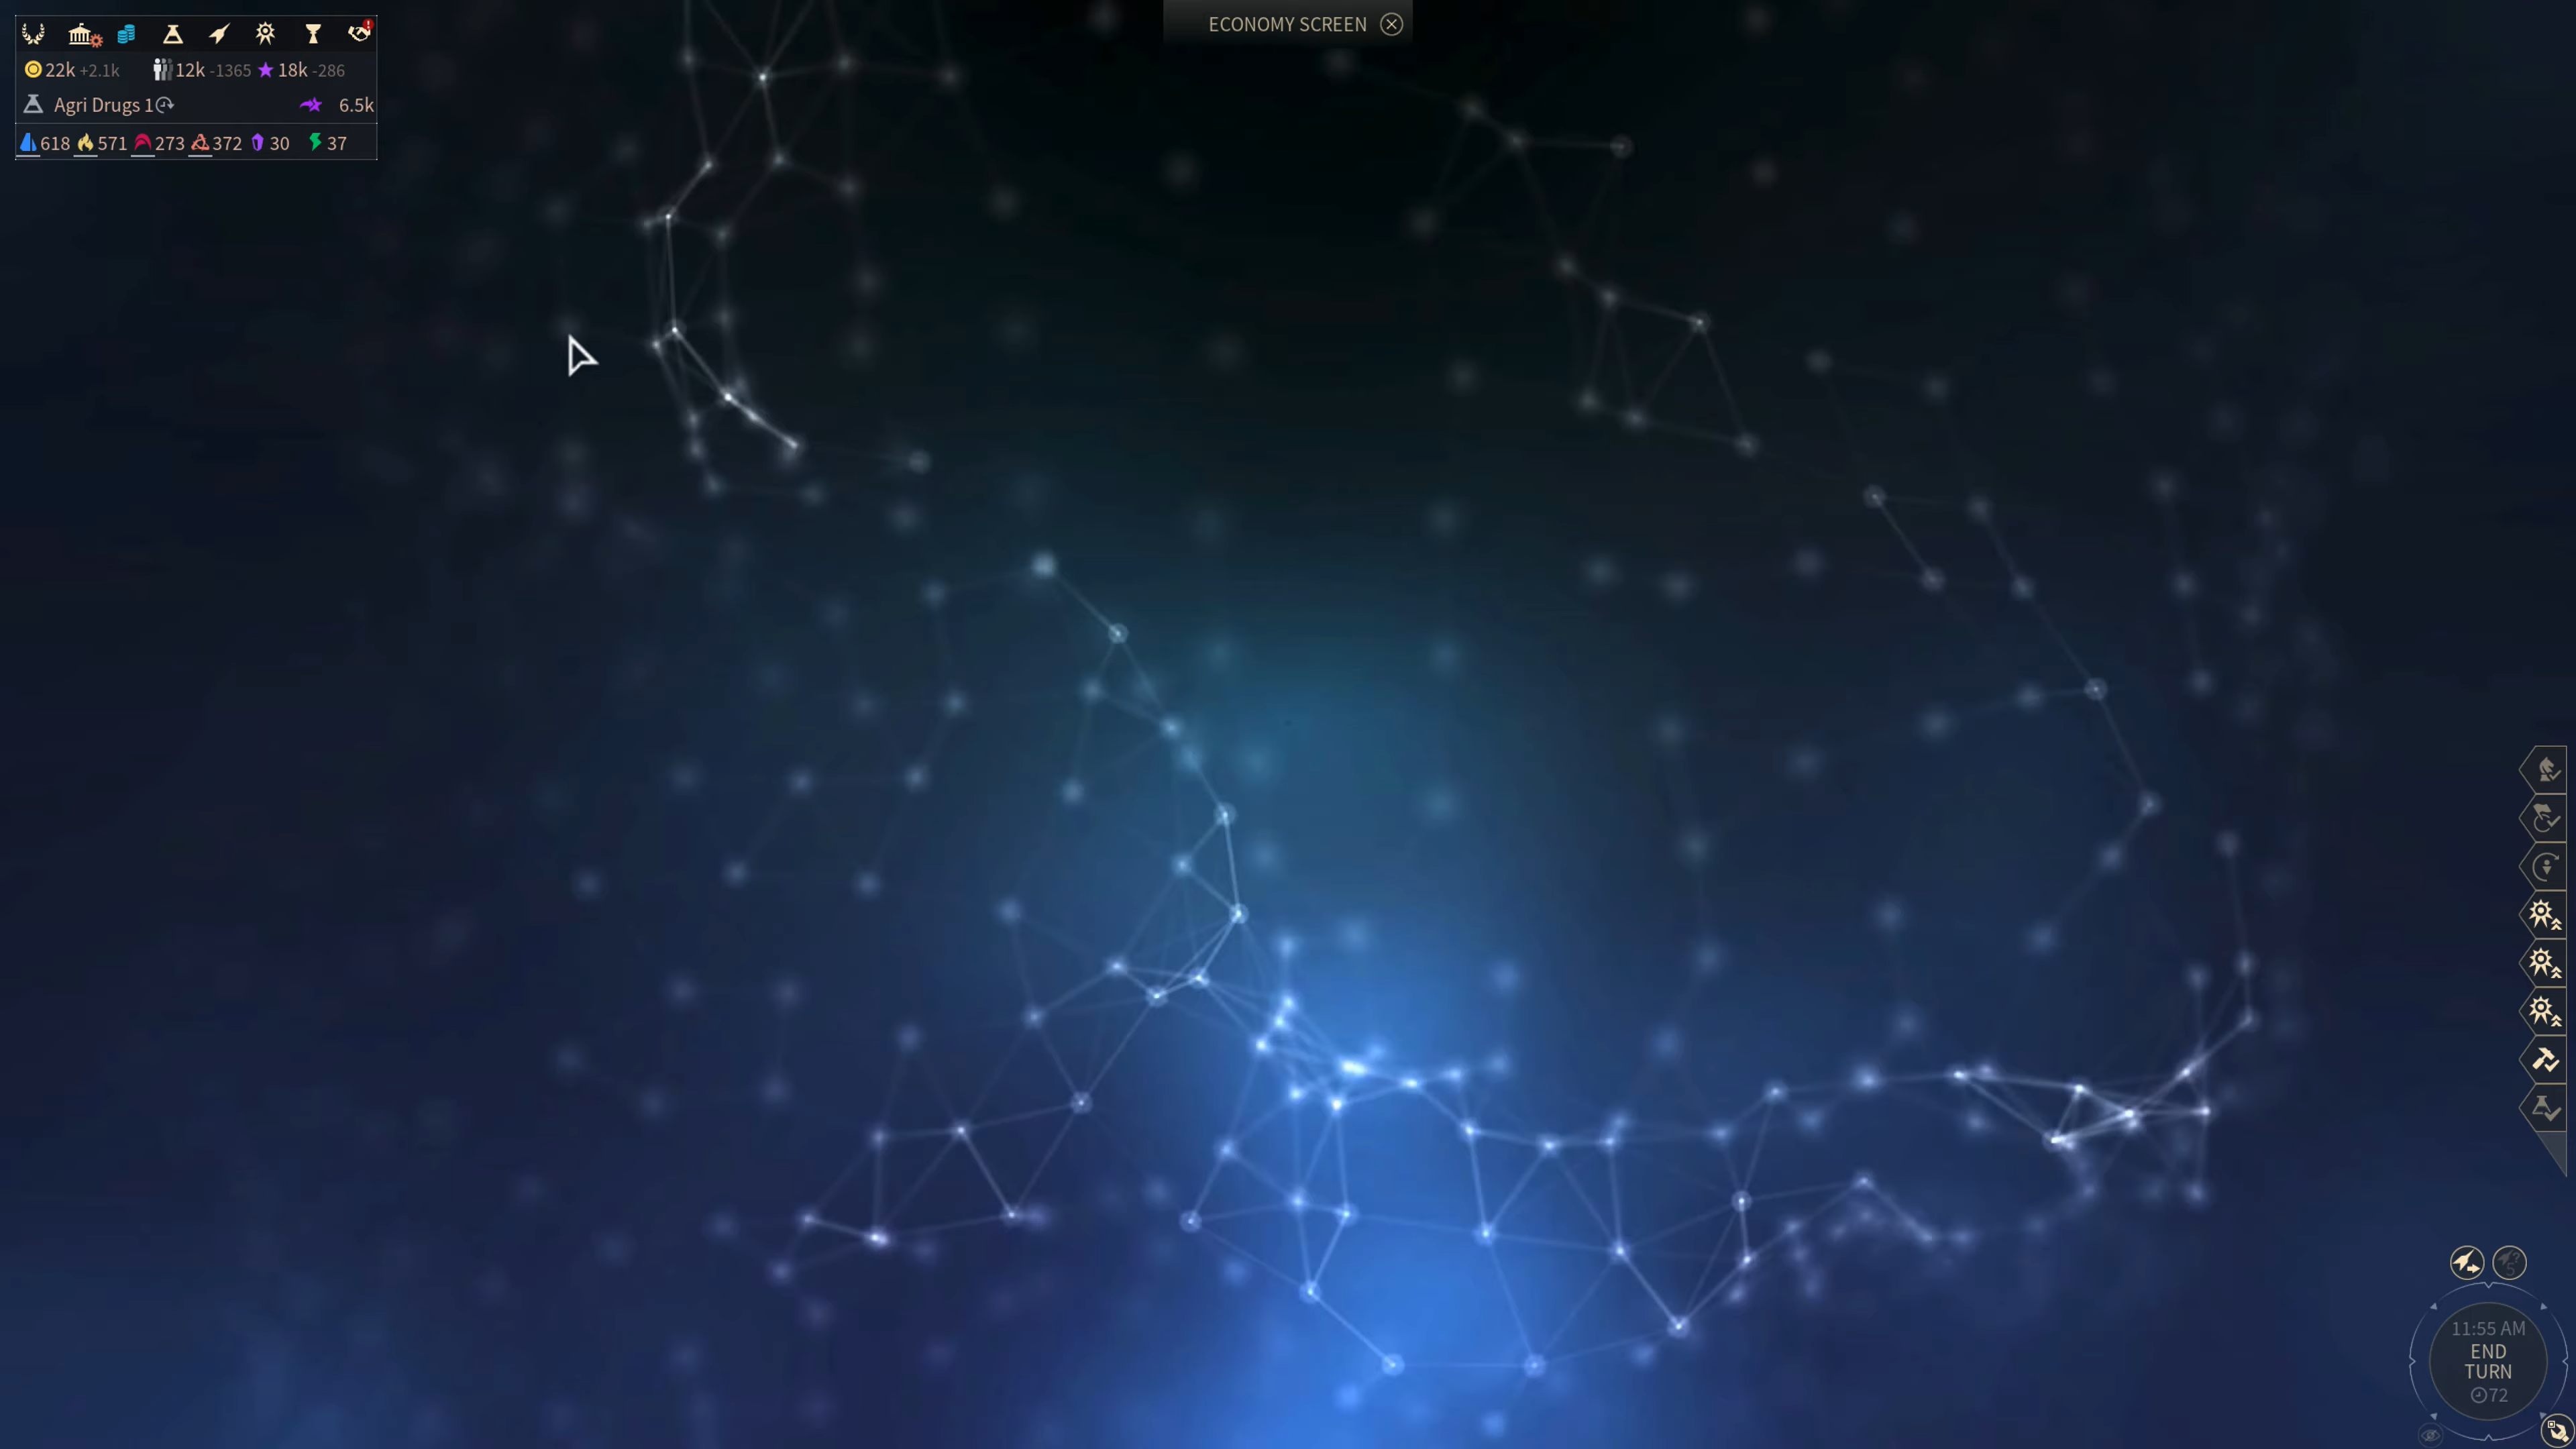 ECONOMY SCREEN
22k +2.1k 12k -1365 18k -286
Agri Drugs 1 6.5k
618 571 273 372 30 37
11:55 AM
END
TURN
72